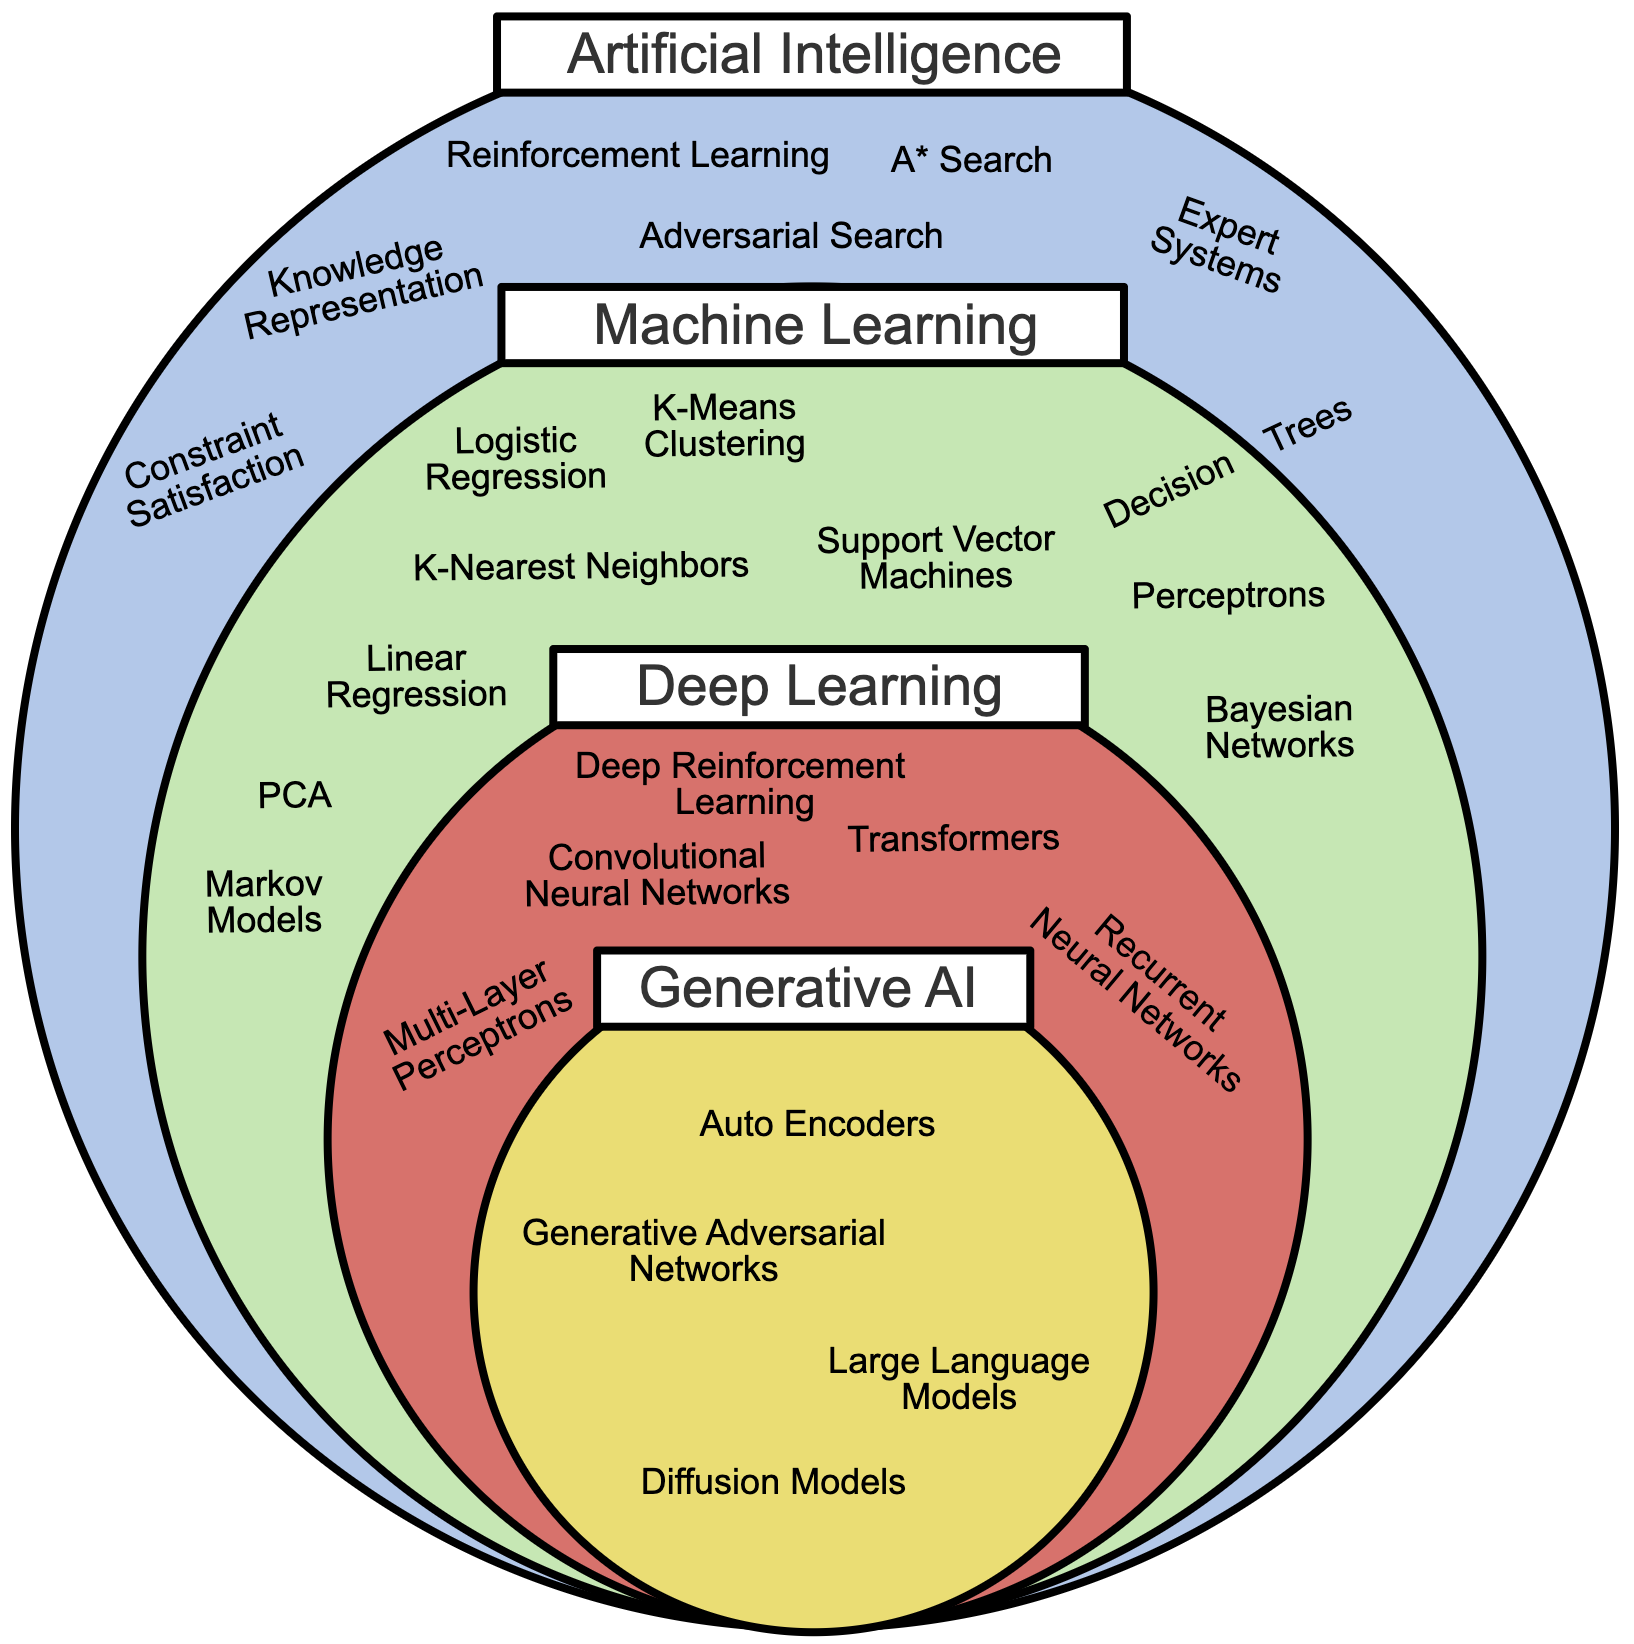 Artificial Intelligence
Reinforcement Learning
A* Search
Adversarial Search
Expert
Systems
Knowledge
Representation
Constraint
Satisfaction
Machine Learning
K-Means
Clustering
Logistic
Regression
Decision Trees
Support Vector
Machines
K-Nearest Neighbors
Perceptrons
Linear
Regression
Bayesian
Networks
PCA
Markov
Models
Deep Learning
Deep Reinforcement
Learning
Transformers
Convolutional
Neural Networks
Recurrent
Neural Networks
Multi-Layer
Perceptrons
Generative AI
Auto Encoders
Generative Adversarial
Networks
Large Language
Models
Diffusion Models